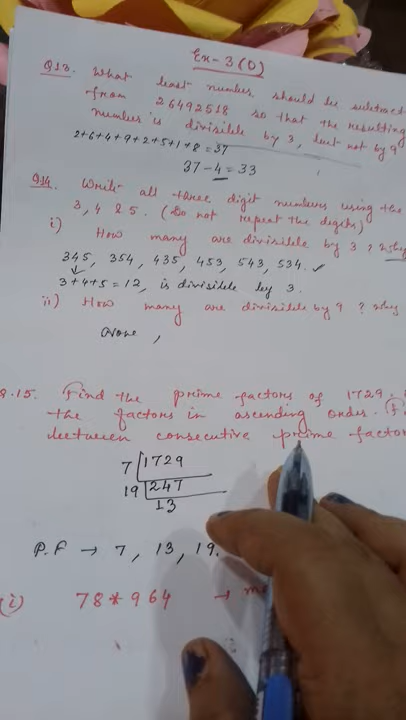 Ex-3(D)
Q13. What least number should be subtract
from 26492518 so that the resulting
number is divisible by 3, but not by 9
2+6+4+9+2+5+1+8=37
37-4=33
Q14. Write all three digit numbers using the
3, 4 & 5. (Do not repeat the digits)
i) How many are divisible by 3? why
345, 354, 435, 453, 543, 534. ✓
3+4+5=12, is divisible by 3.
ii) How many are divisible by 9? why
None,
Q.15. Find the prime factors of 1729.
the factors in ascending order.
between consecutive prime factor
7 1729
19 247
13
P.F → 7, 13, 19.
(i) 78*964 →